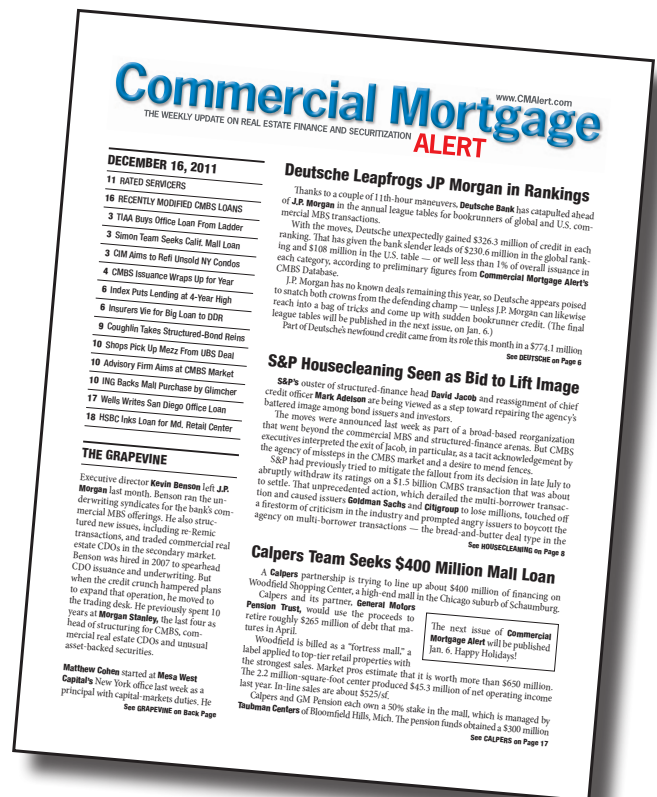 www.CMAlert.com
Commercial Mortgage
THE WEEKLY UPDATE ON REAL ESTATE FINANCE AND SECURITIZATION
ALERT
DECEMBER 16, 2011
11 RATED SERVICERS
16 RECENTLY MODIFIED CMBS LOANS
3 TIAA Buys Office Loan From Ladder
3 Simon Team Seeks Calif. Mall Loan
3 CIM Aims to Refi Unsold NY Condos
4 CMBS Issuance Wraps Up for Year
6 Index Puts Lending at 4-Year High
6 Insurers Vie for Big Loan to DDR
9 Coughlin Takes Structured-Bond Reins
10 Shops Pick Up Mezz From UBS Deal
10 Advisory Firm Aims at CMBS Market
10 ING Backs Mall Purchase by Glimcher
17 Wells Writes San Diego Office Loan
18 HSBC Inks Loan for Md. Retail Center
THE GRAPEVINE
Executive director Kevin Benson left J.P.
Morgan last month. Benson ran the un-
derwriting syndicates for the bank's com-
mercial MBS offerings. He also struc-
tured new issues, including re-Remic
transactions, and traded commercial real
estate CDOs in the secondary market.
Benson was hired in 2007 to spearhead
CDO issuance and underwriting. But
when the credit crunch hampered plans
to expand that operation, he moved to
the trading desk. He previously spent 10
years at Morgan Stanley, the last four as
head of structuring for CMBS, com-
mercial real estate CDOs and unusual
asset-backed securities.
Matthew Cohen started at Mesa West
Capital's New York office last week as a
principal with capital-markets duties. He
See GRAPEVINE on Back Page
Deutsche Leapfrogs JP Morgan in Rankings
Thanks to a couple of 11th-hour maneuvers, Deutsche Bank has catapulted ahead
of J.P. Morgan in the annual league tables for bookrunners of global and U.S. com-
mercial MBS transactions.
With the moves, Deutsche unexpectedly gained $326.3 million of credit in each
ranking. That has given the bank slender leads of $230.6 million in the global rank-
ing and $108 million in the U.S. table — or well less than 1% of overall issuance in
each category, according to preliminary figures from Commercial Mortgage Alert's
CMBS Database.
J.P. Morgan has no known deals remaining this year, so Deutsche appears poised
to snatch both crowns from the defending champ — unless J.P. Morgan can likewise
reach into a bag of tricks and come up with sudden bookrunner credit. (The final
league tables will be published in the next issue, on Jan. 6.)
Part of Deutsche's newfound credit came from its role this month in a $774.1 million
See DEUTSCHE on Page 6
S&P Housecleaning Seen as Bid to Lift Image
S&P's ouster of structured-finance head David Jacob and reassignment of chief
credit officer Mark Adelson are being viewed as a step toward repairing the agency's
battered image among bond issuers and investors.
The moves were announced last week as part of a broad-based reorganization
that went beyond the commercial MBS and structured-finance arenas. But CMBS
executives interpreted the exit of Jacob, in particular, as a tacit acknowledgement by
the agency of missteps in the CMBS market and a desire to mend fences.
S&P had previously tried to mitigate the fallout from its decision in late July to
abruptly withdraw its ratings on a $1.5 billion CMBS transaction that was about
to settle. That unprecedented action, which derailed the multi-borrower transac-
tion and caused issuers Goldman Sachs and Citigroup to lose millions, touched off
a firestorm of criticism in the industry and prompted angry issuers to boycott the
agency on multi-borrower transactions — the bread-and-butter deal type in the
See HOUSECLEANING on Page 8
Calpers Team Seeks $400 Million Mall Loan
A Calpers partnership is trying to line up about $400 million of financing on
Woodfield Shopping Center, a high-end mall in the Chicago suburb of Schaumburg.
Calpers and its partner, General Motors
Pension Trust, would use the proceeds to
retire roughly $265 million of debt that ma-
tures in April.
Woodfield is billed as a "fortress mall," a
label applied to top-tier retail properties with
the strongest sales. Market pros estimate that it is worth more than $650 million.
The 2.2 million-square-foot center produced $45.3 million of net operating income
last year. In-line sales are about $525/sf.
Calpers and GM Pension each own a 50% stake in the mall, which is managed by
Taubman Centers of Bloomfield Hills, Mich. The pension funds obtained a $300 million
See CALPERS on Page 17
The next issue of Commercial
Mortgage Alert will be published
Jan. 6. Happy Holidays!